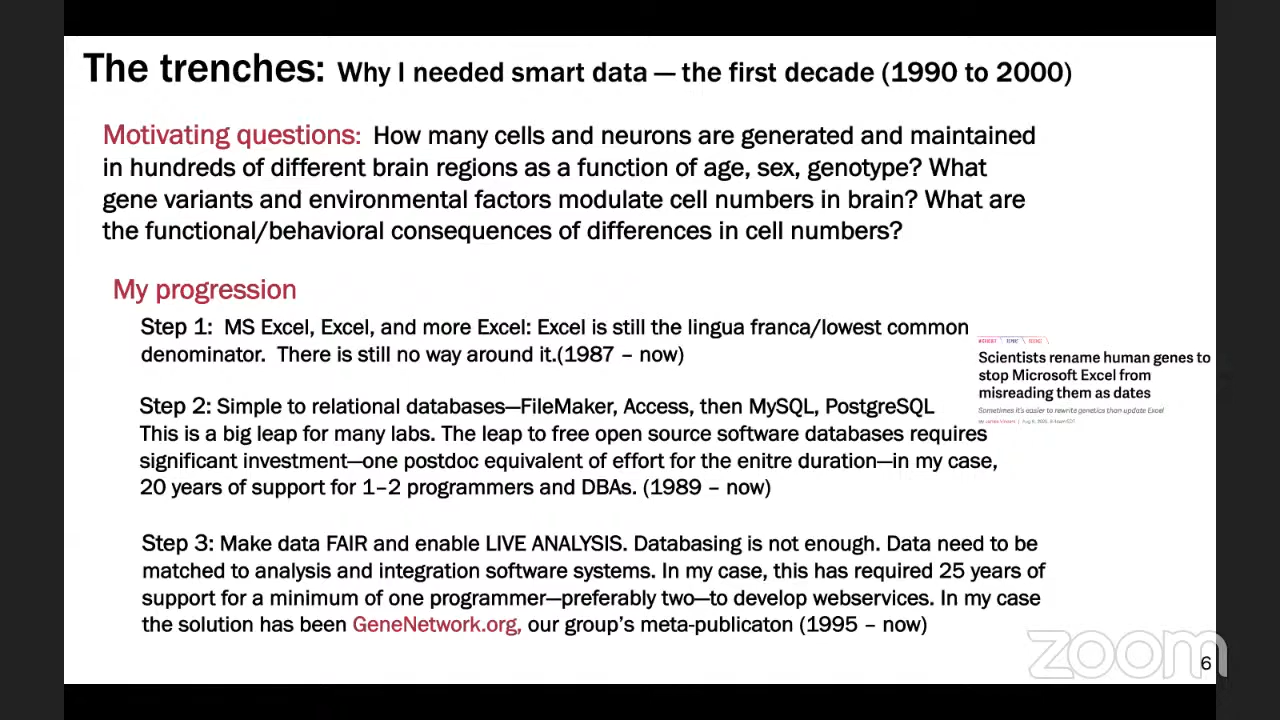 The trenches: Why I needed smart data — the first decade (1990 to 2000)
Motivating questions: How many cells and neurons are generated and maintained
in hundreds of different brain regions as a function of age, sex, genotype? What
gene variants and environmental factors modulate cell numbers in brain? What are
the functional/behavioral consequences of differences in cell numbers?
My progression
Step 1: MS Excel, Excel, and more Excel: Excel is still the lingua franca/lowest common
denominator. There is still no way around it.(1987 – now)
Scientists rename human genes to
stop Microsoft Excel from
misreading them as dates
Sometimes it's easier to rewrite genetics than update Excel
Step 2: Simple to relational databases—FileMaker, Access, then MySQL, PostgreSQL
This is a big leap for many labs. The leap to free open source software databases requires
significant investment—one postdoc equivalent of effort for the enitre duration—in my case,
20 years of support for 1–2 programmers and DBAs. (1989 – now)
Step 3: Make data FAIR and enable LIVE ANALYSIS. Databasing is not enough. Data need to be
matched to analysis and integration software systems. In my case, this has required 25 years of
support for a minimum of one programmer—preferably two—to develop webservices. In my case
the solution has been GeneNetwork.org, our group's meta-publicaton (1995 – now)
zoom
6